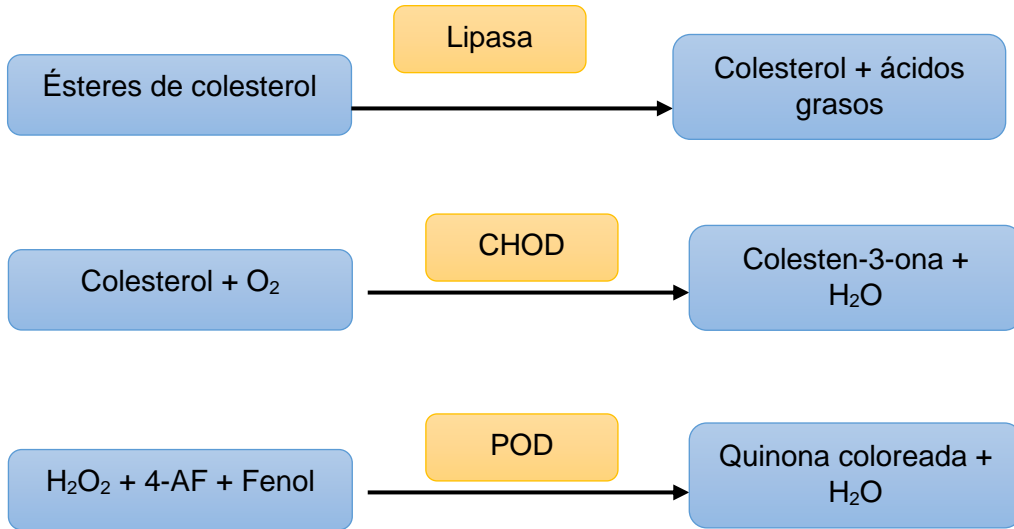 Lipasa
Ésteres de colesterol
Colesterol + ácidos
grasos
CHOD
Colesterol + O₂
Colesten-3-ona +
H₂O
POD
H₂O₂ + 4-AF + Fenol
Quinona coloreada +
H₂O